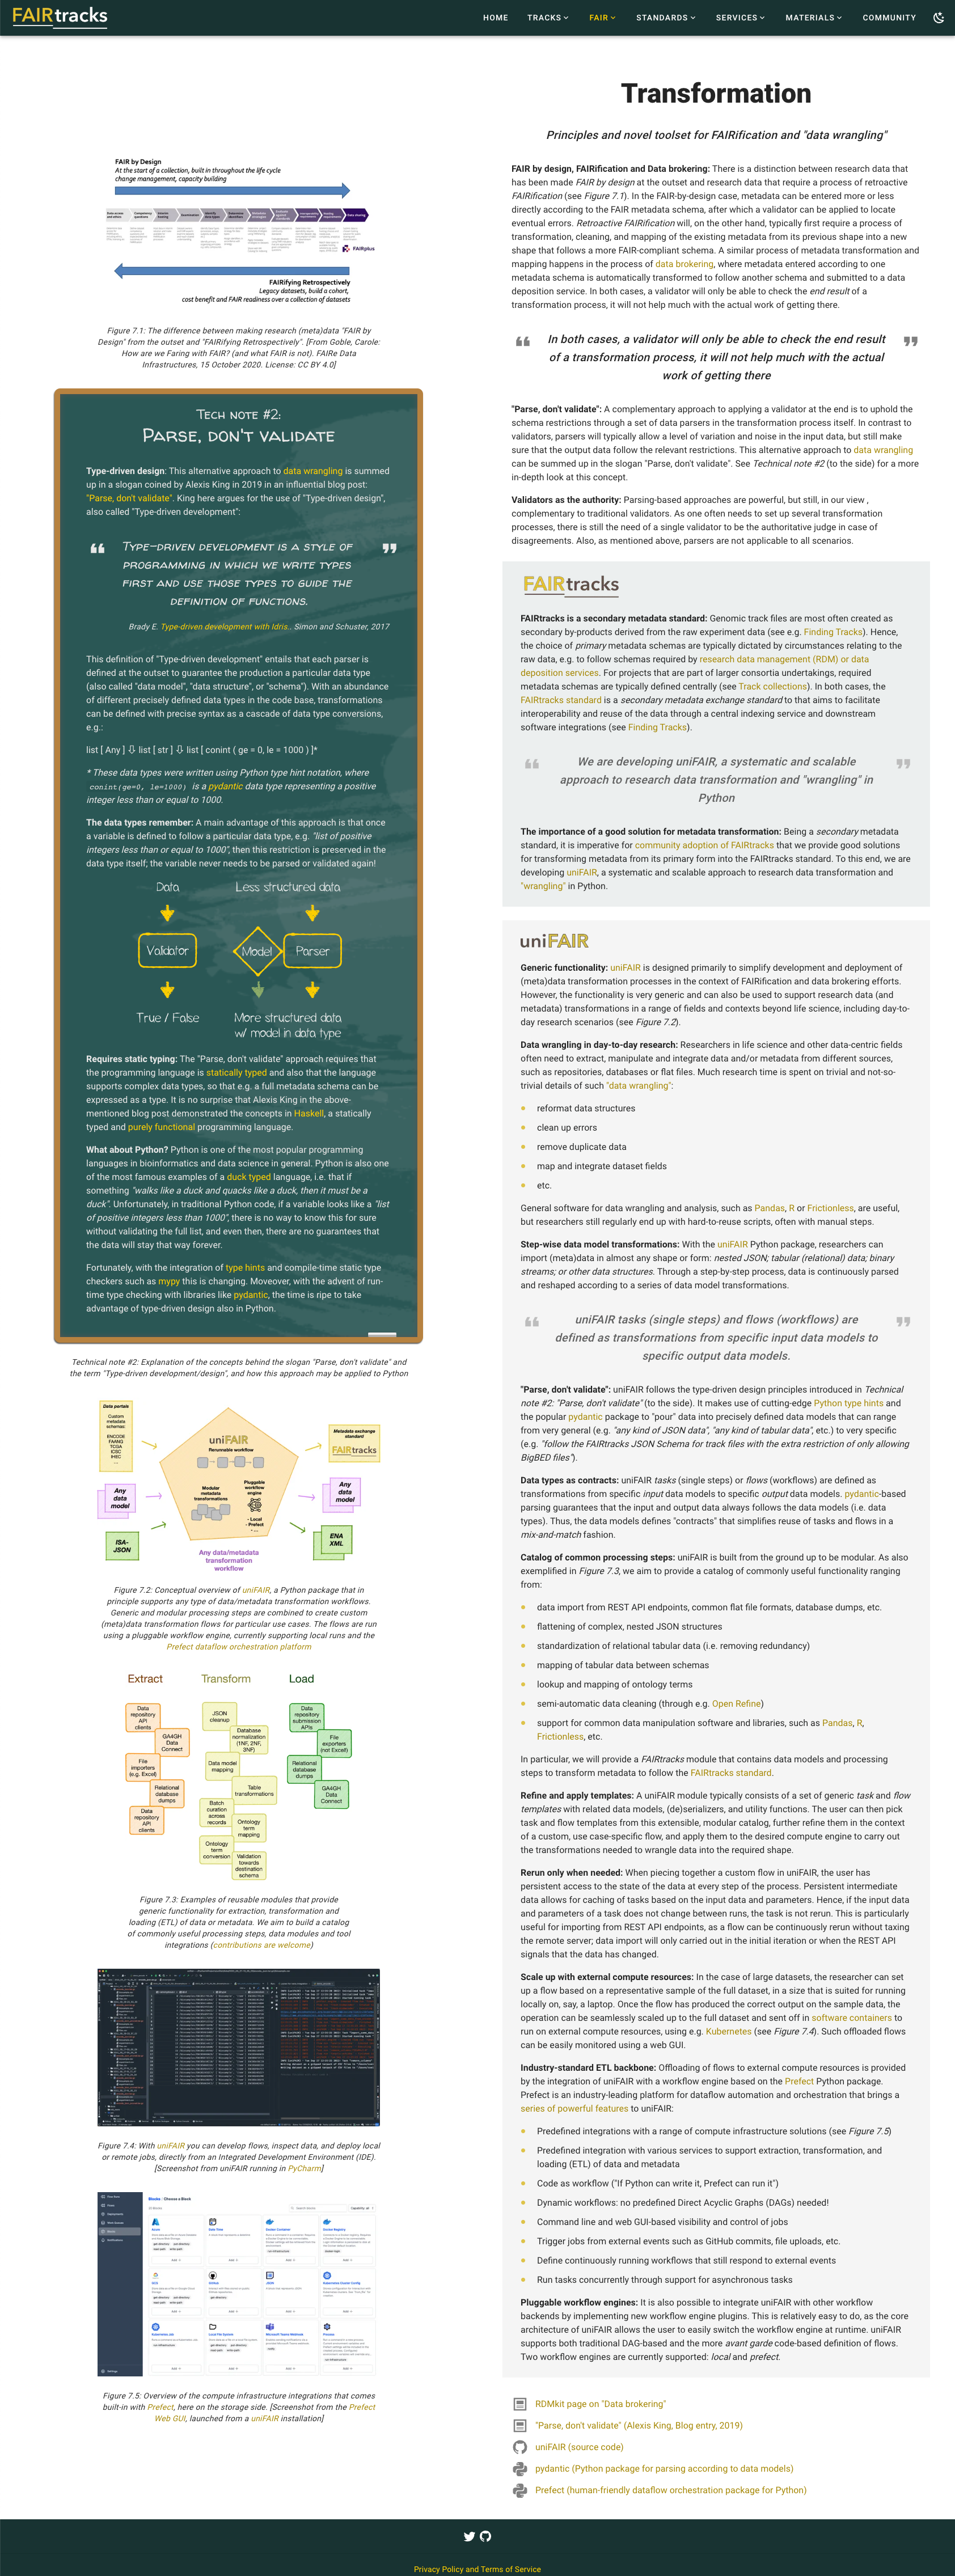 FAIRtracks
HOME
TRACKS
FAIR
STANDARDS
SERVICES
MATERIALS
COMMUNITY
FAIR by Design
At the start of a collection, built in throughout the life cycle
change management, capacity building
Data sharing
FAIRplus
FAIRifying Retrospectively
Legacy datasets, build a cohort,
cost benefit and FAIR readiness over a collection of datasets
Figure 7.1: The difference between making research (meta)data "FAIR by
Design" from the outset and "FAIRifying Retrospectively". [From Goble, Carole:
How are we Faring with FAIR? (and what FAIR is not). FAIRe Data
Infrastructures, 15 October 2020. License: CC BY 4.0]
TECH NOTE #2:
PARSE, DON'T VALIDATE
Type-driven design: This alternative approach to data wrangling is summed
up in a slogan coined by Alexis King in 2019 in an influential blog post:
"Parse, don't validate". King here argues for the use of "Type-driven design",
also called "Type-driven development":
TYPE-DRIVEN DEVELOPMENT IS A STYLE OF
PROGRAMMING IN WHICH WE WRITE TYPES
FIRST AND USE THOSE TYPES TO GUIDE THE
DEFINITION OF FUNCTIONS.
Brady E. Type-driven development with Idris.. Simon and Schuster, 2017
This definition of "Type-driven development" entails that each parser is
defined at the outset to guarantee the production a particular data type
(also called "data model", "data structure", or "schema"). With an abundance
of different precisely defined data types in the code base, transformations
can be defined with precise syntax as a cascade of data type conversions,
e.g.:
list [ Any ] ⇩ list [ str ] ⇩ list [ conint ( ge = 0, le = 1000 ) ]*
* These data types were written using Python type hint notation, where
conint(ge=0, le=1000) is a pydantic data type representing a positive
integer less than or equal to 1000.
The data types remember: A main advantage of this approach is that once
a variable is defined to follow a particular data type, e.g. "list of positive
integers less than or equal to 1000", then this restriction is preserved in the
data type itself; the variable never needs to be parsed or validated again!
Data
Less structured data
Validator
Model
Parser
True / False
More structured data
w/ model in data type
Requires static typing: The "Parse, don't validate" approach requires that
the programming language is statically typed and also that the language
supports complex data types, so that e.g. a full metadata schema can be
expressed as a type. It is no surprise that Alexis King in the above-
mentioned blog post demonstrated the concepts in Haskell, a statically
typed and purely functional programming language.
What about Python? Python is one of the most popular programming
languages in bioinformatics and data science in general. Python is also one
of the most famous examples of a duck typed language, i.e. that if
something "walks like a duck and quacks like a duck, then it must be a
duck". Unfortunately, in traditional Python code, if a variable looks like a "list
of positive integers less than 1000", there is no way to know this for sure
without validating the full list, and even then, there are no guarantees that
the data will stay that way forever.
Fortunately, with the integration of type hints and compile-time static type
checkers such as mypy this is changing. Moveover, with the advent of run-
time type checking with libraries like pydantic, the time is ripe to take
advantage of type-driven design also in Python.
Technical note #2: Explanation of the concepts behind the slogan "Parse, don't validate" and
the term "Type-driven development/design", and how this approach may be applied to Python
Data portals
Custom
metadata
schemas:
ENCODE
FAANG
TCGA
ICGC
IHEC
...
uniFAIR
Rerunnable workflow
Modular
metadata
transformations
Pluggable
workflow
engine
- Local
- Prefect
- ...
Metadata exchange
standard
FAIRtracks
Any
data
model
Any
data
model
ISA-
JSON
ENA
XML
Any data/metadata
transformation
workflow
Figure 7.2: Conceptual overview of uniFAIR, a Python package that in
principle supports any type of data/metadata transformation workflows.
Generic and modular processing steps are combined to create custom
(meta)data transformation flows for particular use cases. The flows are run
using a pluggable workflow engine, currently supporting local runs and the
Prefect dataflow orchestration platform
Extract
Transform
Load
Data
repository
API
clients
GA4GH
Data
Connect
File
importers
(e.g. Excel)
Relational
database
dumps
Data
repository
API
clients
JSON
cleanup
Database
normalization
(1NF, 2NF,
3NF)
Data model
mapping
Table
transformations
Batch
curation
across
records
Ontology
term
mapping
Ontology
term
conversion
Validation
towards
destination
schema
Data
repository
submission
APIs
File
exporters
(not Excel!)
Relational
database
dumps
GA4GH
Data
Connect
Figure 7.3: Examples of reusable modules that provide
generic functionality for extraction, transformation and
loading (ETL) of data or metadata. We aim to build a catalog
of commonly useful processing steps, data modules and tool
integrations (contributions are welcome)
Figure 7.4: With uniFAIR you can develop flows, inspect data, and deploy local
or remote jobs, directly from an Integrated Development Environment (IDE).
[Screenshot from uniFAIR running in PyCharm]
Figure 7.5: Overview of the compute infrastructure integrations that comes
built-in with Prefect, here on the storage side. [Screenshot from the Prefect
Web GUI, launched from a uniFAIR installation]
Transformation
Principles and novel toolset for FAIRification and "data wrangling"
FAIR by design, FAIRification and Data brokering: There is a distinction between research data that
has been made FAIR by design at the outset and research data that require a process of retroactive
FAIRification (see Figure 7.1). In the FAIR-by-design case, metadata can be entered more or less
directly according to the FAIR metadata schema, after which a validator can be applied to locate
eventual errors. Retroactive FAIRification will, on the other hand, typically first require a process of
transformation, cleaning, and mapping of the existing metadata from its previous shape into a new
shape that follows a more FAIR-compliant schema. A similar process of metadata transformation and
mapping happens in the process of data brokering, where metadata entered according to one
metadata schema is automatically transformed to follow another schema and submitted to a data
deposition service. In both cases, a validator will only be able to check the end result of a
transformation process, it will not help much with the actual work of getting there.
In both cases, a validator will only be able to check the end result
of a transformation process, it will not help much with the actual
work of getting there
"Parse, don't validate": A complementary approach to applying a validator at the end is to uphold the
schema restrictions through a set of data parsers in the transformation process itself. In contrast to
validators, parsers will typically allow a level of variation and noise in the input data, but still make
sure that the output data follow the relevant restrictions. This alternative approach to data wrangling
can be summed up in the slogan "Parse, don't validate". See Technical note #2 (to the side) for a more
in-depth look at this concept.
Validators as the authority: Parsing-based approaches are powerful, but still, in our view ,
complementary to traditional validators. As one often needs to set up several transformation
processes, there is still the need of a single validator to be the authoritative judge in case of
disagreements. Also, as mentioned above, parsers are not applicable to all scenarios.
FAIRtracks
FAIRtracks is a secondary metadata standard: Genomic track files are most often created as
secondary by-products derived from the raw experiment data (see e.g. Finding Tracks). Hence,
the choice of primary metadata schemas is typically dictated by circumstances relating to the
raw data, e.g. to follow schemas required by research data management (RDM) or data
deposition services. For projects that are part of larger consortia undertakings, required
metadata schemas are typically defined centrally (see Track collections). In both cases, the
FAIRtracks standard is a secondary metadata exchange standard to that aims to facilitate
interoperability and reuse of the data through a central indexing service and downstream
software integrations (see Finding Tracks).
We are developing uniFAIR, a systematic and scalable
approach to research data transformation and "wrangling" in
Python
The importance of a good solution for metadata transformation: Being a secondary metadata
standard, it is imperative for community adoption of FAIRtracks that we provide good solutions
for transforming metadata from its primary form into the FAIRtracks standard. To this end, we are
developing uniFAIR, a systematic and scalable approach to research data transformation and
"wrangling" in Python.
uniFAIR
Generic functionality: uniFAIR is designed primarily to simplify development and deployment of
(meta)data transformation processes in the context of FAIRification and data brokering efforts.
However, the functionality is very generic and can also be used to support research data (and
metadata) transformations in a range of fields and contexts beyond life science, including day-to-
day research scenarios (see Figure 7.2).
Data wrangling in day-to-day research: Researchers in life science and other data-centric fields
often need to extract, manipulate and integrate data and/or metadata from different sources,
such as repositories, databases or flat files. Much research time is spent on trivial and not-so-
trivial details of such "data wrangling":
reformat data structures
clean up errors
remove duplicate data
map and integrate dataset fields
etc.
General software for data wrangling and analysis, such as Pandas, R or Frictionless, are useful,
but researchers still regularly end up with hard-to-reuse scripts, often with manual steps.
Step-wise data model transformations: With the uniFAIR Python package, researchers can
import (meta)data in almost any shape or form: nested JSON; tabular (relational) data; binary
streams; or other data structures. Through a step-by-step process, data is continuously parsed
and reshaped according to a series of data model transformations.
uniFAIR tasks (single steps) and flows (workflows) are
defined as transformations from specific input data models to
specific output data models.
"Parse, don't validate": uniFAIR follows the type-driven design principles introduced in Technical
note #2: "Parse, don't validate" (to the side). It makes use of cutting-edge Python type hints and
the popular pydantic package to "pour" data into precisely defined data models that can range
from very general (e.g. "any kind of JSON data", "any kind of tabular data", etc.) to very specific
(e.g. "follow the FAIRtracks JSON Schema for track files with the extra restriction of only allowing
BigBED files").
Data types as contracts: uniFAIR tasks (single steps) or flows (workflows) are defined as
transformations from specific input data models to specific output data models. pydantic-based
parsing guarantees that the input and output data always follows the data models (i.e. data
types). Thus, the data models defines "contracts" that simplifies reuse of tasks and flows in a
mix-and-match fashion.
Catalog of common processing steps: uniFAIR is built from the ground up to be modular. As also
exemplified in Figure 7.3, we aim to provide a catalog of commonly useful functionality ranging
from:
data import from REST API endpoints, common flat file formats, database dumps, etc.
flattening of complex, nested JSON structures
standardization of relational tabular data (i.e. removing redundancy)
mapping of tabular data between schemas
lookup and mapping of ontology terms
semi-automatic data cleaning (through e.g. Open Refine)
support for common data manipulation software and libraries, such as Pandas, R,
Frictionless, etc.
In particular, we will provide a FAIRtracks module that contains data models and processing
steps to transform metadata to follow the FAIRtracks standard.
Refine and apply templates: A uniFAIR module typically consists of a set of generic task and flow
templates with related data models, (de)serializers, and utility functions. The user can then pick
task and flow templates from this extensible, modular catalog, further refine them in the context
of a custom, use case-specific flow, and apply them to the desired compute engine to carry out
the transformations needed to wrangle data into the required shape.
Rerun only when needed: When piecing together a custom flow in uniFAIR, the user has
persistent access to the state of the data at every step of the process. Persistent intermediate
data allows for caching of tasks based on the input data and parameters. Hence, if the input data
and parameters of a task does not change between runs, the task is not rerun. This is particularly
useful for importing from REST API endpoints, as a flow can be continuously rerun without taxing
the remote server; data import will only carried out in the initial iteration or when the REST API
signals that the data has changed.
Scale up with external compute resources: In the case of large datasets, the researcher can set
up a flow based on a representative sample of the full dataset, in a size that is suited for running
locally on, say, a laptop. Once the flow has produced the correct output on the sample data, the
operation can be seamlessly scaled up to the full dataset and sent off in software containers to
run on external compute resources, using e.g. Kubernetes (see Figure 7.4). Such offloaded flows
can be easily monitored using a web GUI.
Industry-standard ETL backbone: Offloading of flows to external compute resources is provided
by the integration of uniFAIR with a workflow engine based on the Prefect Python package.
Prefect is an industry-leading platform for dataflow automation and orchestration that brings a
series of powerful features to uniFAIR:
Predefined integrations with a range of compute infrastructure solutions (see Figure 7.5)
Predefined integration with various services to support extraction, transformation, and
loading (ETL) of data and metadata
Code as workflow ("If Python can write it, Prefect can run it")
Dynamic workflows: no predefined Direct Acyclic Graphs (DAGs) needed!
Command line and web GUI-based visibility and control of jobs
Trigger jobs from external events such as GitHub commits, file uploads, etc.
Define continuously running workflows that still respond to external events
Run tasks concurrently through support for asynchronous tasks
Pluggable workflow engines: It is also possible to integrate uniFAIR with other workflow
backends by implementing new workflow engine plugins. This is relatively easy to do, as the core
architecture of uniFAIR allows the user to easily switch the workflow engine at runtime. uniFAIR
supports both traditional DAG-based and the more avant garde code-based definition of flows.
Two workflow engines are currently supported: local and prefect.
RDMkit page on "Data brokering"
"Parse, don't validate" (Alexis King, Blog entry, 2019)
uniFAIR (source code)
pydantic (Python package for parsing according to data models)
Prefect (human-friendly dataflow orchestration package for Python)
Privacy Policy and Terms of Service